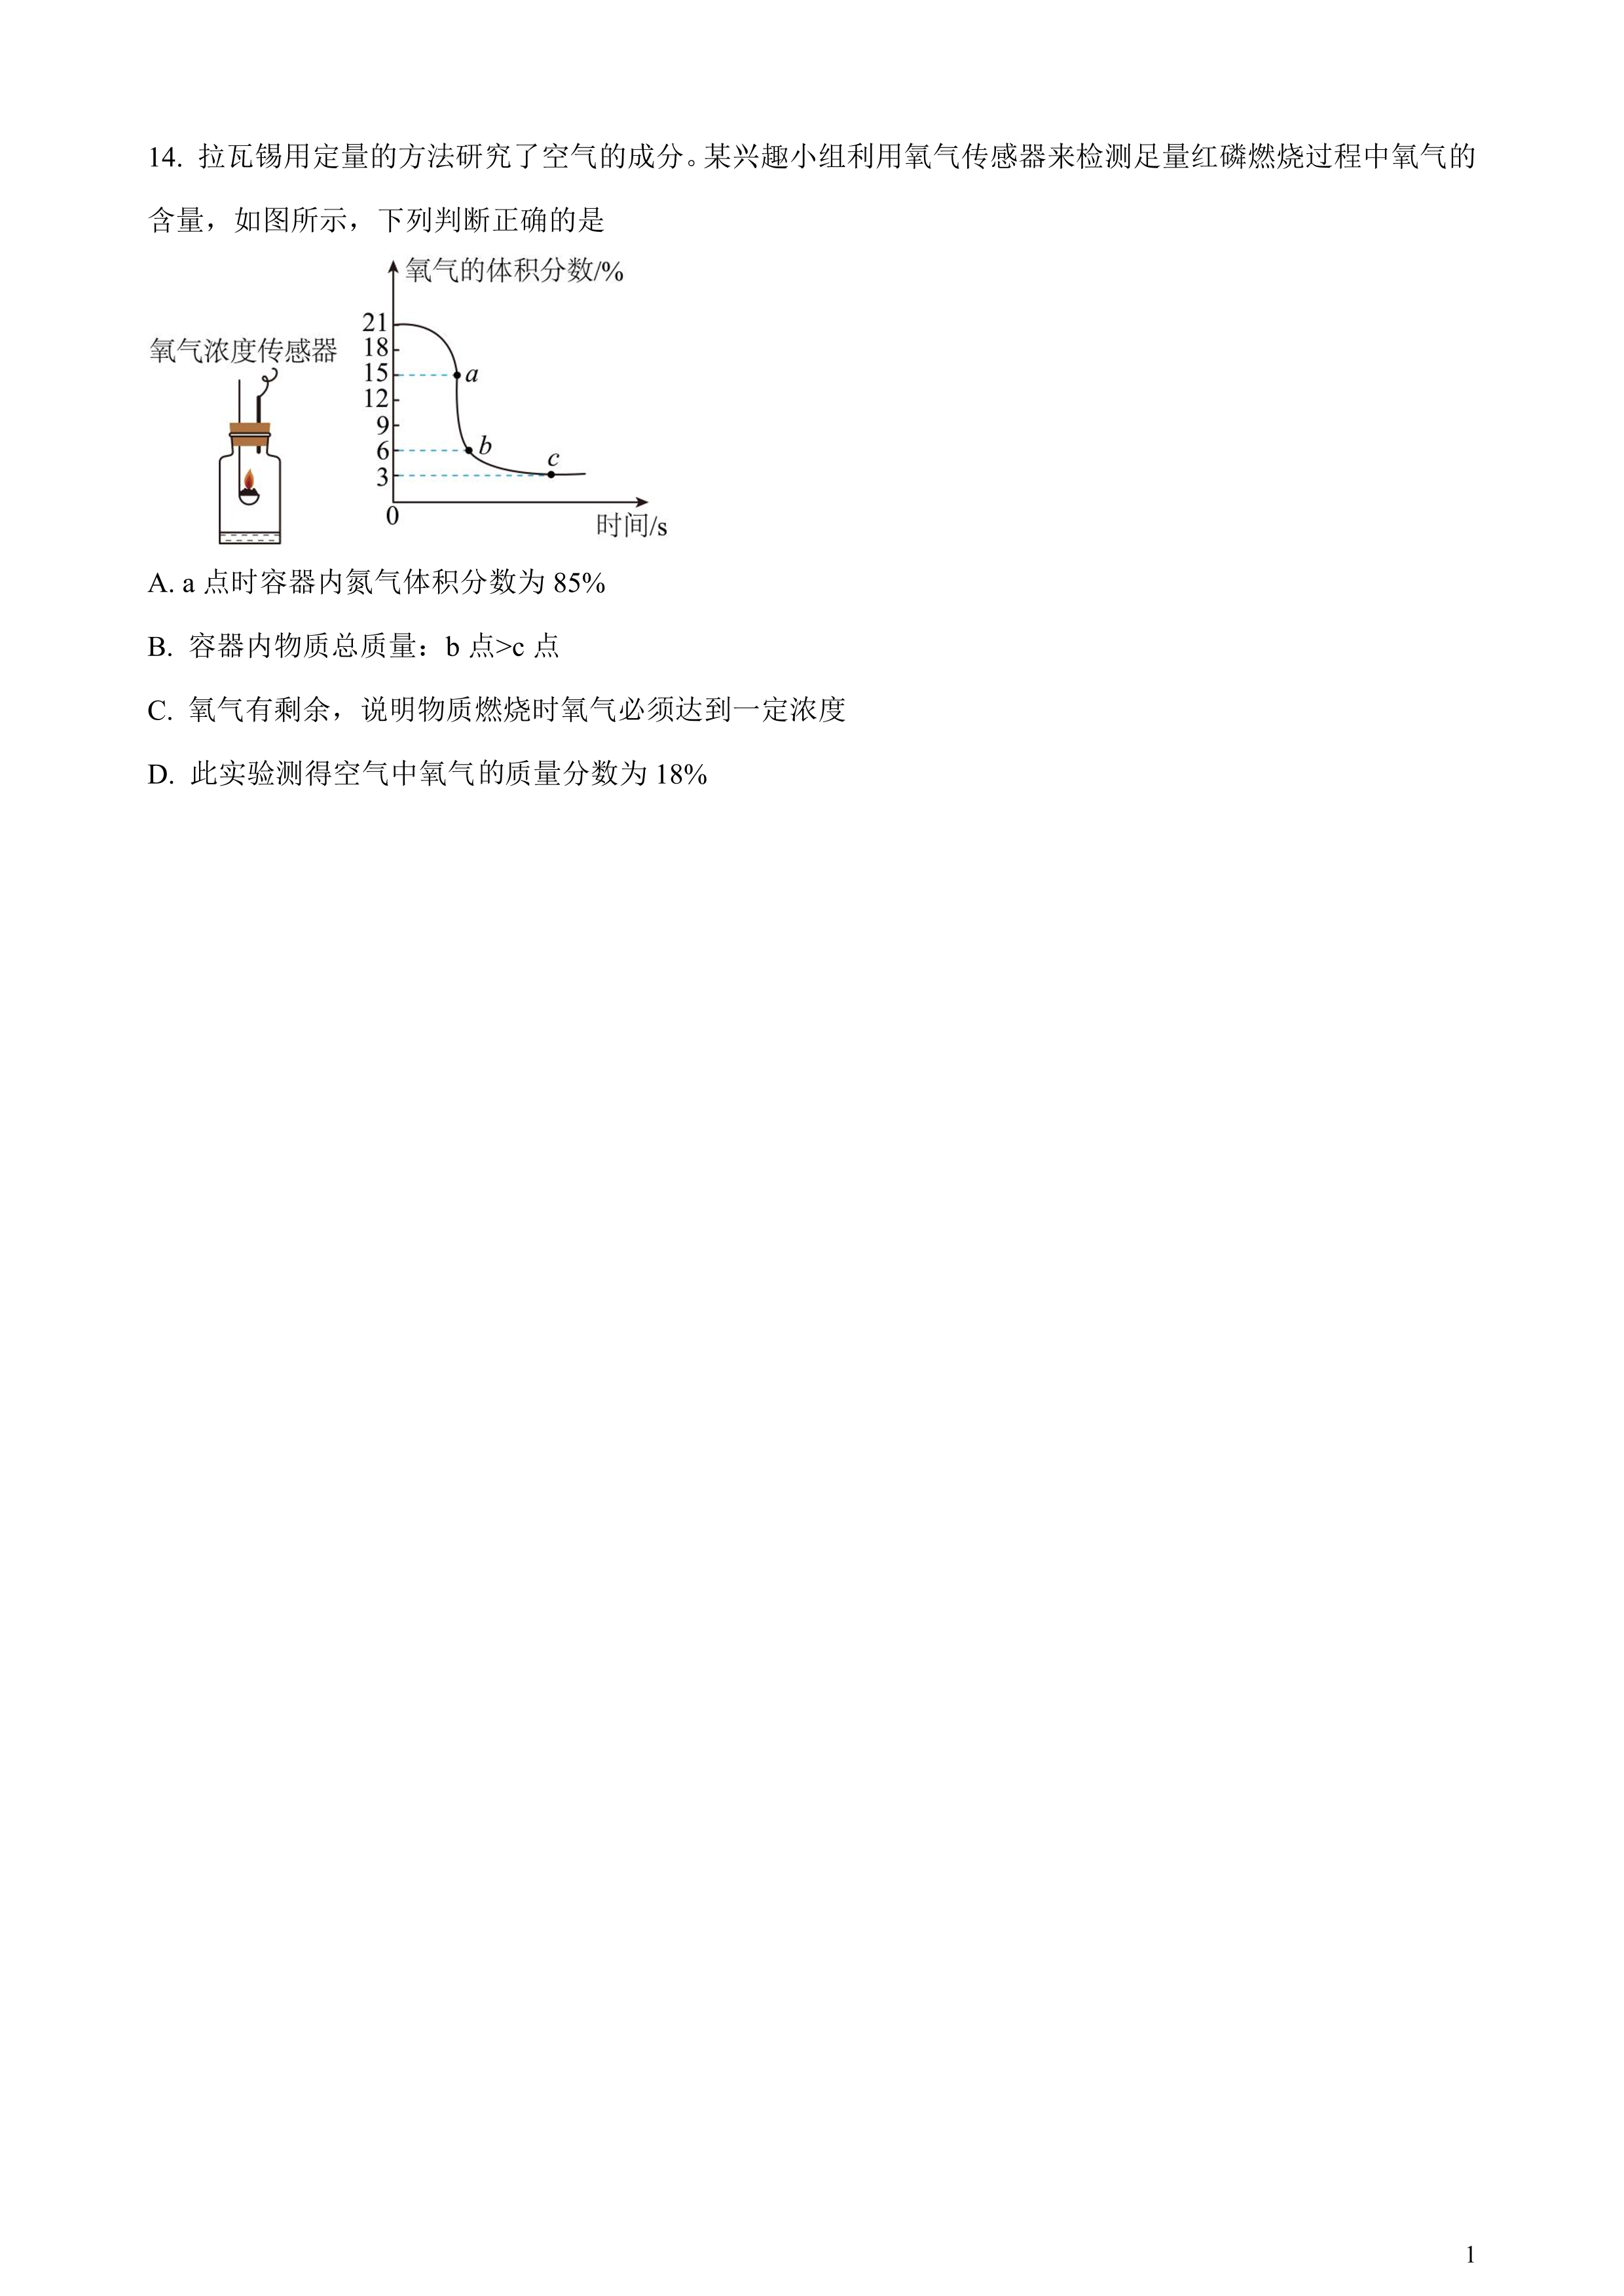 14. 拉瓦锡用定量的方法研究了空气的成分。某兴趣小组利用氧气传感器来检测足量红磷燃烧过程中氧气的
含量，如图所示，下列判断正确的是
氧气浓度传感器
氧气的体积分数/%
21
18
15
12
9
6
3
0
a
b
c
时间/s
A. a 点时容器内氮气体积分数为 85%
B. 容器内物质总质量：b 点>c 点
C. 氧气有剩余，说明物质燃烧时氧气必须达到一定浓度
D. 此实验测得空气中氧气的质量分数为 18%
1